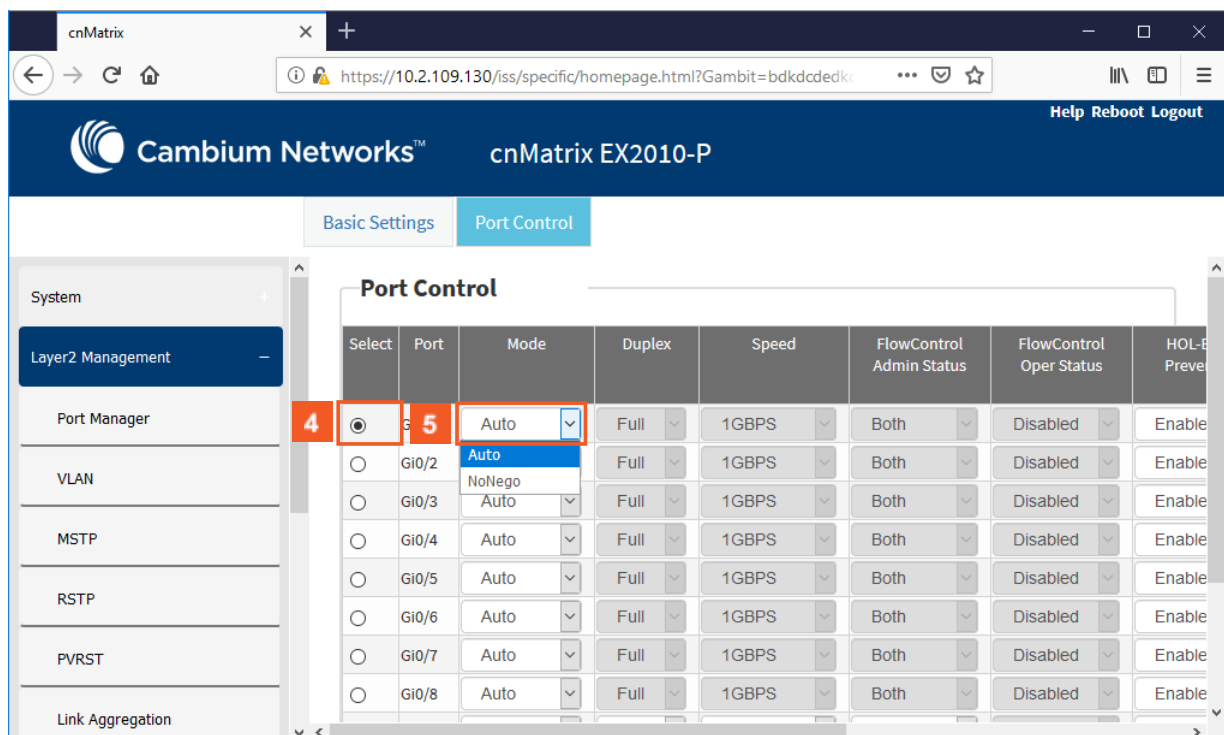 cnMatrix
https://10.2.109.130/iss/specific/homepage.html?Gambit=bdkdcdedk
Help Reboot Logout
Cambium Networks™ cnMatrix EX2010-P
Basic Settings Port Control
System
Layer2 Management
Port Manager
VLAN
MSTP
RSTP
PVRST
Link Aggregation
Port Control
Select Port Mode Duplex Speed FlowControl Admin Status FlowControl Oper Status HOL-B Preve
4 G 5 Auto Full 1GBPS Both Disabled Enable
Auto
NoNego
Gi0/2 Full 1GBPS Both Disabled Enable
Gi0/3 Auto Full 1GBPS Both Disabled Enable
Gi0/4 Auto Full 1GBPS Both Disabled Enable
Gi0/5 Auto Full 1GBPS Both Disabled Enable
Gi0/6 Auto Full 1GBPS Both Disabled Enable
Gi0/7 Auto Full 1GBPS Both Disabled Enable
Gi0/8 Auto Full 1GBPS Both Disabled Enable